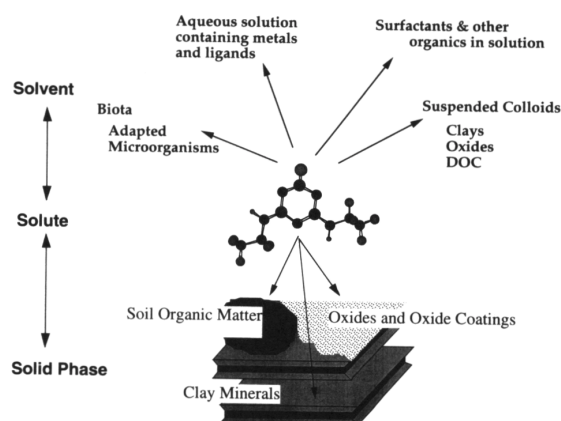 Aqueous solution
containing metals
and ligands
Surfactants & other
organics in solution
Solvent
Biota
Adapted
Microorganisms
Suspended Colloids
Clays
Oxides
DOC
Solute
Soil Organic Matter
Oxides and Oxide Coatings
Solid Phase
Clay Minerals